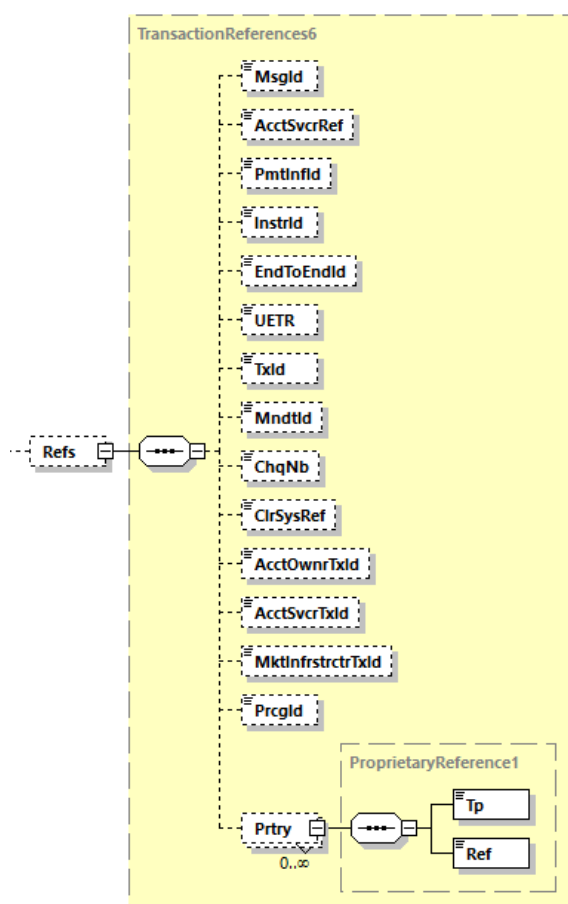 TransactionReferences6
MsgId
AcctSvcrRef
PmtInfId
InstrId
EndToEndId
UETR
TxId
MndtId
Refs
ChqNb
ClrSysRef
AcctOwnrTxId
AcctSvcrTxId
MktInfrstrctrTxId
PrcgId
ProprietaryReference1
Tp
Prtry
0..∞
Ref